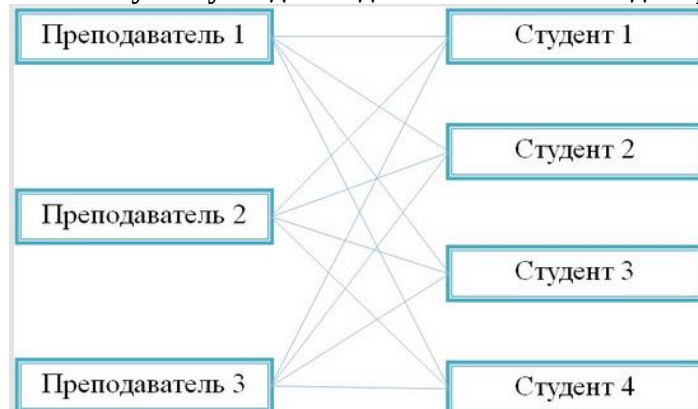 Преподаватель 1
Студент 1
Студент 2
Преподаватель 2
Студент 3
Преподаватель 3
Студент 4